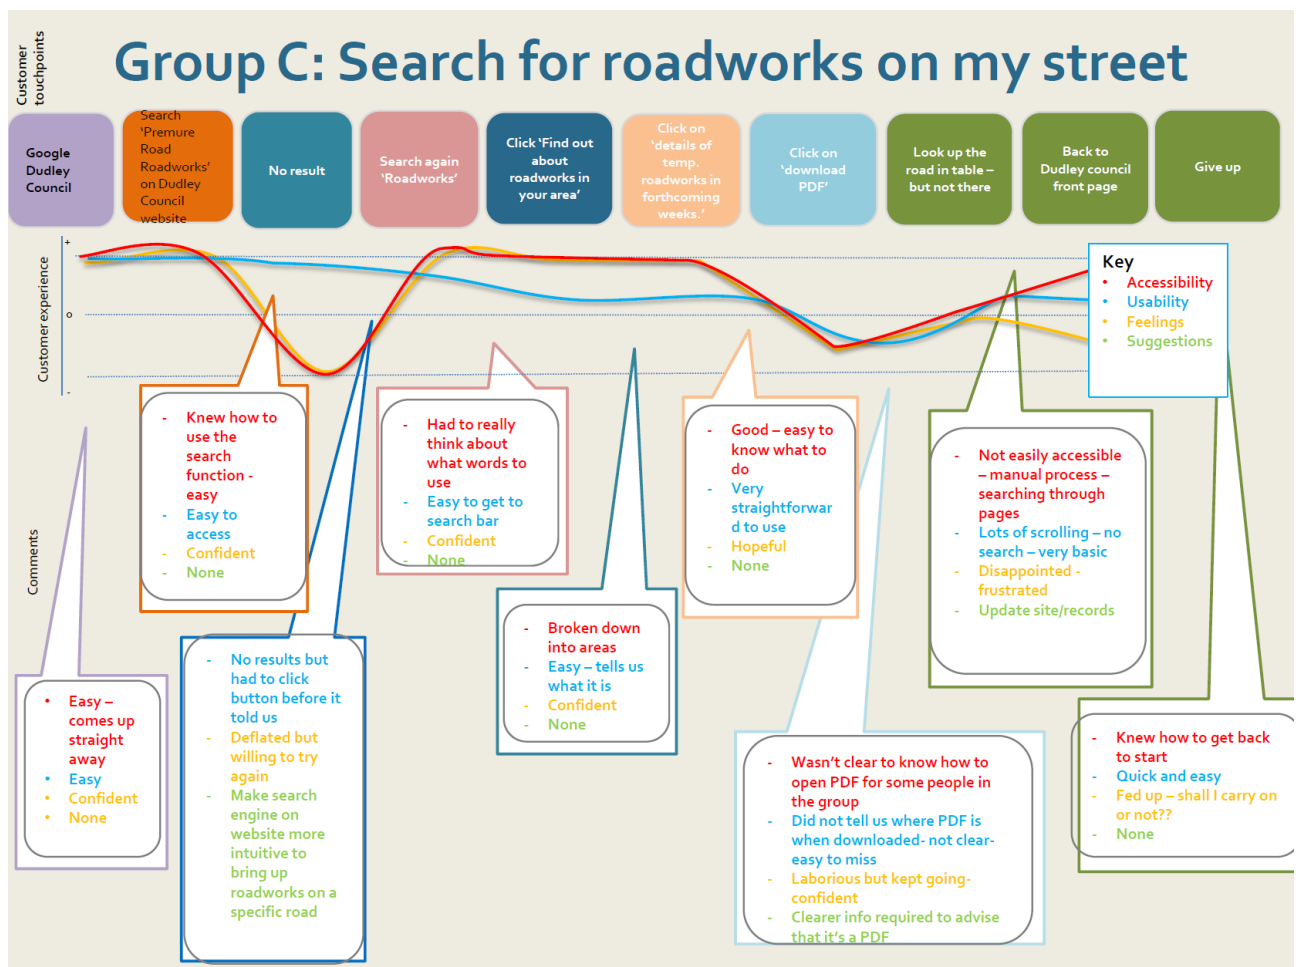 Customer
touchpoints
Group C: Search for roadworks on my street
Google
Dudley
Council
Search
‘Premure
Road
Roadworks’
on Dudley
Council
website
No result
Search again
‘Roadworks’
Click ‘Find out
about
roadworks in
your area’
Click on
‘details of
temp.
roadworks in
forthcoming
weeks.’
Click on
‘download
PDF’
Look up the
road in table –
but not there
Back to
Dudley council
front page
Give up
Customer experience
+
0
-
Key
• Accessibility
• Usability
• Feelings
• Suggestions
Comments
• Easy –
comes up
straight
away
• Easy
• Confident
• None
- Knew how to
use the
search
function -
easy
- Easy to
access
- Confident
- None
- No results but
had to click
button before it
told us
- Deflated but
willing to try
again
- Make search
engine on
website more
intuitive to
bring up
roadworks on a
specific road
- Had to really
think about
what words to
use
- Easy to get to
search bar
- Confident
- None
- Broken down
into areas
- Easy – tells us
what it is
- Confident
- None
- Good – easy to
know what to
do
- Very
straightforwar
d to use
- Hopeful
- None
- Wasn’t clear to know how to
open PDF for some people in
the group
- Did not tell us where PDF is
when downloaded- not clear-
easy to miss
- Laborious but kept going-
confident
- Clearer info required to advise
that it’s a PDF
- Not easily accessible
– manual process –
searching through
pages
- Lots of scrolling – no
search – very basic
- Disappointed -
frustrated
- Update site/records
- Knew how to get back
to start
- Quick and easy
- Fed up – shall I carry on
or not??
- None